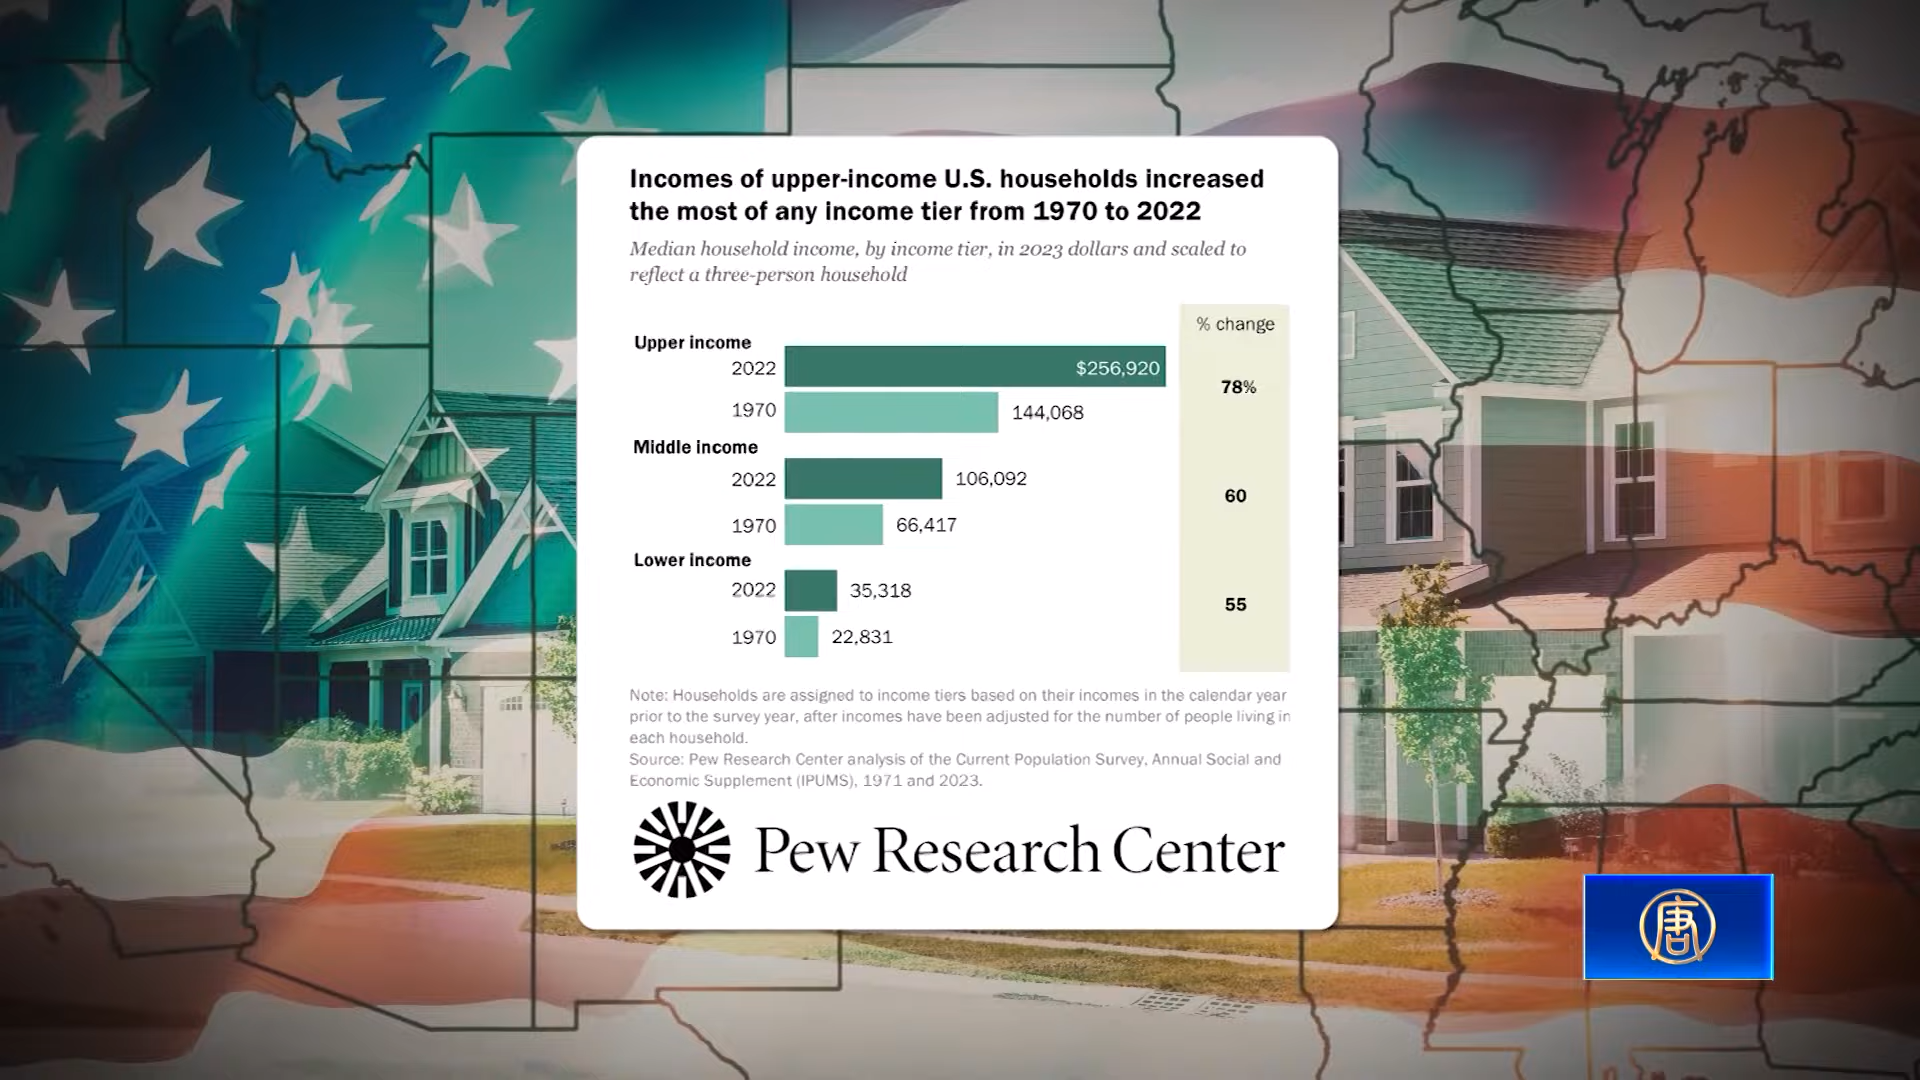 Incomes of upper-income U.S. households increased
the most of any income tier from 1970 to 2022
Median household income, by income tier, in 2023 dollars and scaled to
reflect a three-person household
% change
Upper income
2022 $256,920
78%
1970 144,068
Middle income
2022 106,092
60
1970 66,417
Lower income
2022 35,318
55
1970 22,831
Note: Households are assigned to income tiers based on their incomes in the calendar year
prior to the survey year, after incomes have been adjusted for the number of people living in
each household.
Source: Pew Research Center analysis of the Current Population Survey, Annual Social and
Economic Supplement (IPUMS), 1971 and 2023.
Pew Research Center
唐